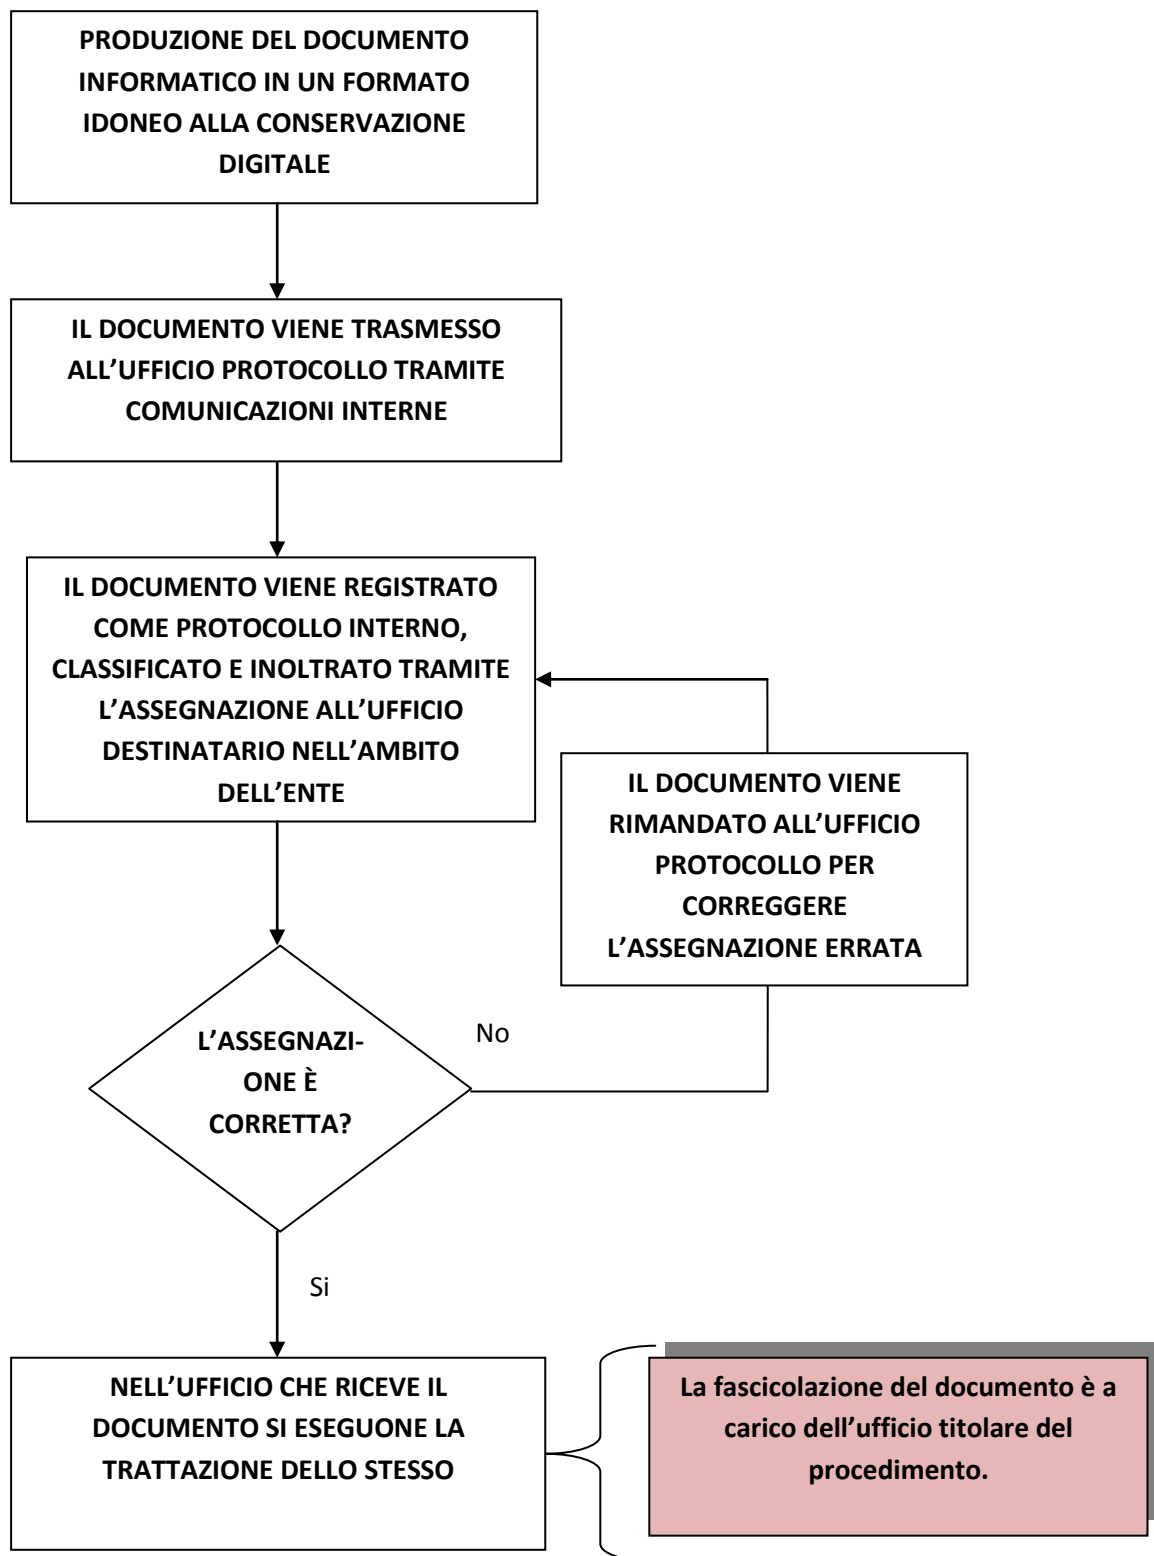 PRODUZIONE DEL DOCUMENTO
INFORMATICO IN UN FORMATO
IDONEO ALLA CONSERVAZIONE
DIGITALE
IL DOCUMENTO VIENE TRASMESSO
ALL’UFFICIO PROTOCOLLO TRAMITE
COMUNICAZIONI INTERNE
IL DOCUMENTO VIENE REGISTRATO
COME PROTOCOLLO INTERNO,
CLASSIFICATO E INOLTRATO TRAMITE
L’ASSEGNAZIONE ALL’UFFICIO
DESTINATARIO NELL’AMBITO
DELL’ENTE
IL DOCUMENTO VIENE
RIMANDATO ALL’UFFICIO
PROTOCOLLO PER
CORREGGERE
L’ASSEGNAZIONE ERRATA
L’ASSEGNAZI-
ONE È
CORRETTA?
No
Si
NELL’UFFICIO CHE RICEVE IL
DOCUMENTO SI ESEGUONE LA
TRATTAZIONE DELLO STESSO
La fascicolazione del documento è a
carico dell’ufficio titolare del
procedimento.